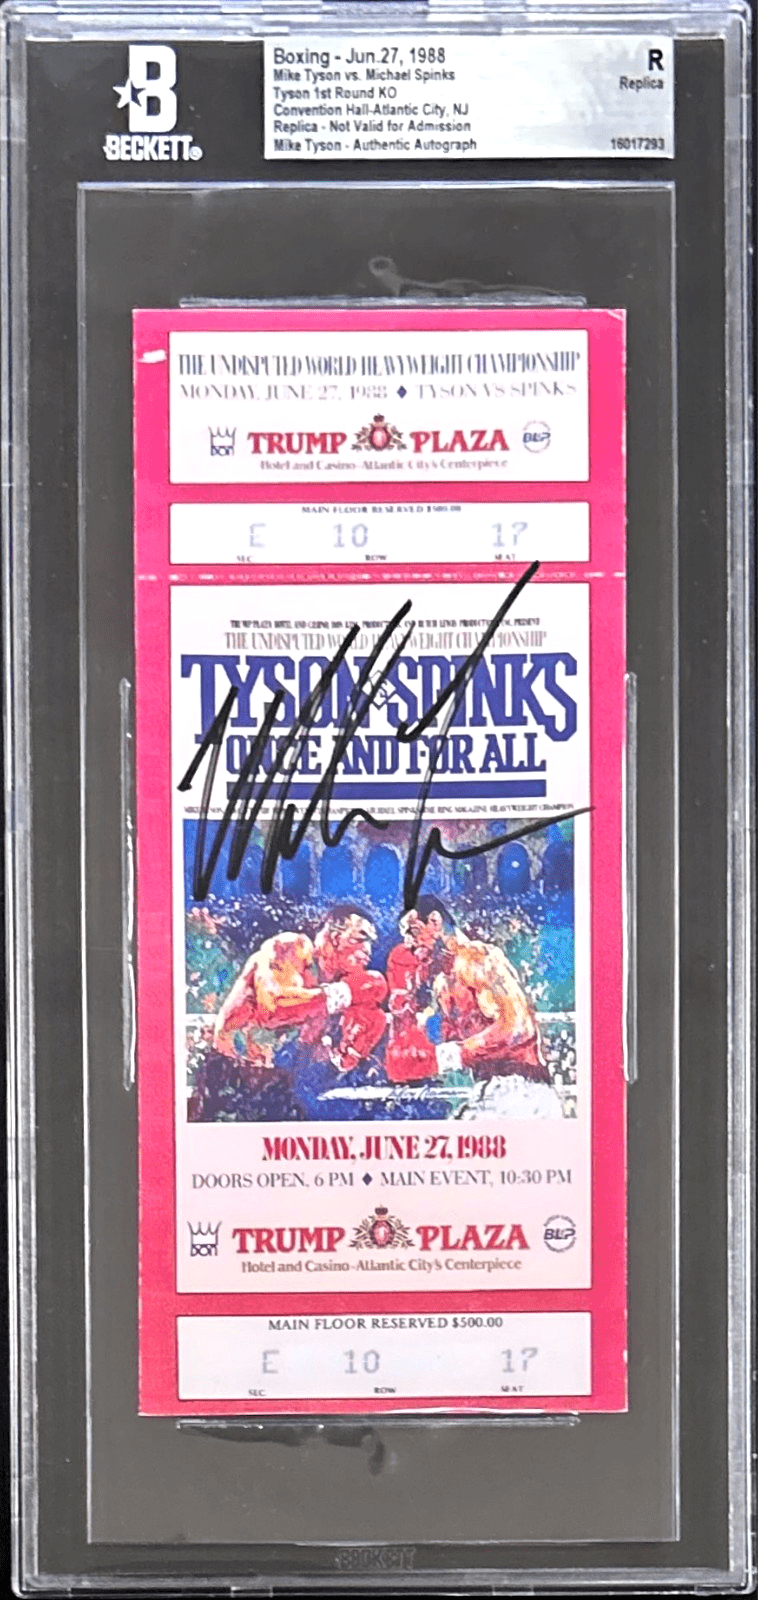 BECKETT
Boxing - Jun.27, 1988
Mike Tyson vs. Michael Spinks
Tyson 1st Round KO
Convention Hall-Atlantic City, NJ
Replica - Not Valid for Admission
Mike Tyson - Authentic Autograph
R
Replica
16017293
THE UNDISPUTED WORLD HEAVYWEIGHT CHAMPIONSHIP
MONDAY, JUNE 27, 1988 ♦ TYSON VS SPINKS
DON TRUMP PLAZA BLP
Hotel and Casino-Atlantic City's Centerpiece
MAIN FLOOR RESERVED $500.00
E 10 17
SEC ROW SEAT
THE UNDISPUTED WORLD HEAVYWEIGHT CHAMPIONSHIP
TYSON SPINKS
ONCE AND FOR ALL
MONDAY, JUNE 27, 1988
DOORS OPEN, 6 PM ♦ MAIN EVENT, 10:30 PM
DON TRUMP PLAZA BLP
Hotel and Casino-Atlantic City's Centerpiece
MAIN FLOOR RESERVED $500.00
E 10 17
SEC ROW SEAT
BECKETT